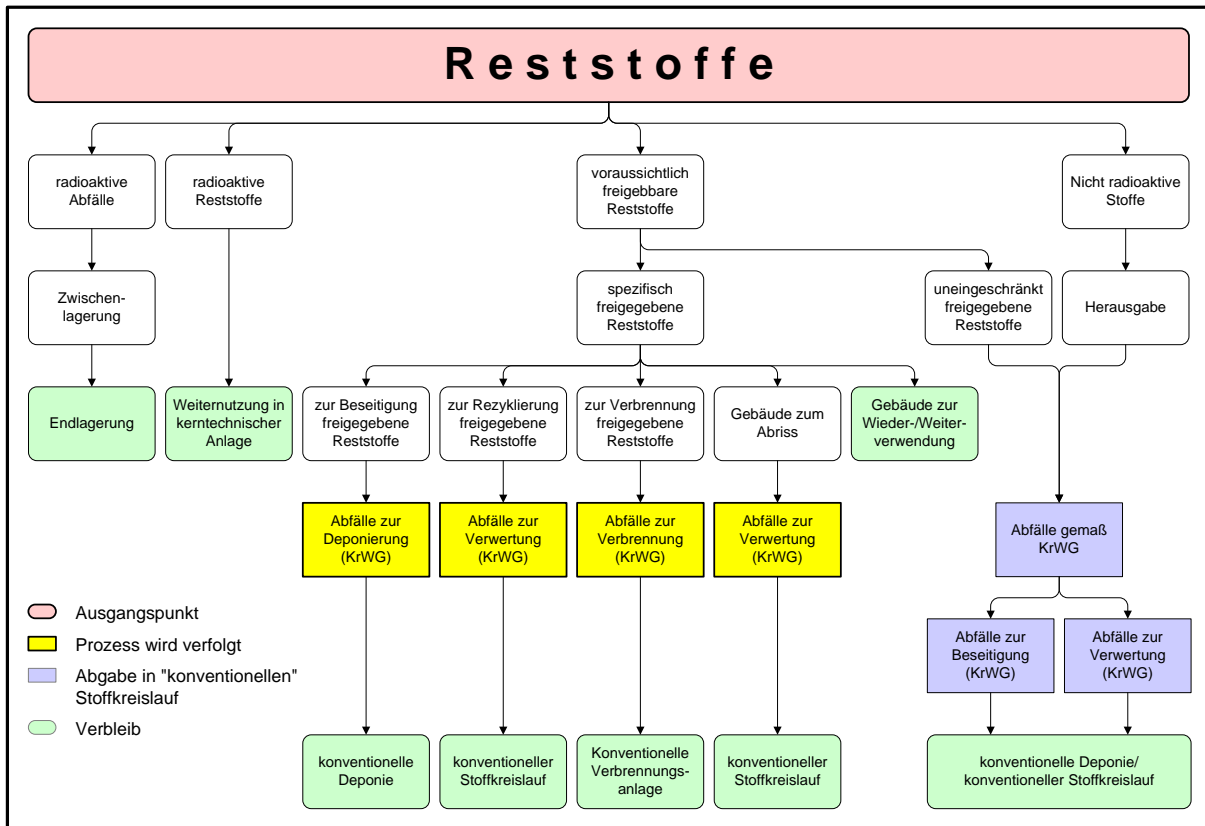 Reststoffe
radioaktive
Abfälle
radioaktive
Reststoffe
voraussichtlich
freigebbare
Reststoffe
Nicht radioaktive
Stoffe
Zwischen-
lagerung
spezifisch
freigegebene
Reststoffe
uneingeschränkt
freigegebene
Reststoffe
Herausgabe
Endlagerung
Weiternutzung in
kerntechnischer
Anlage
zur Beseitigung
freigegebene
Reststoffe
zur Rezyklierung
freigegebene
Reststoffe
zur Verbrennung
freigegebene
Reststoffe
Gebäude zum
Abriss
Gebäude zur
Wieder-/Weiter-
verwendung
Abfälle zur
Deponierung
(KrWG)
Abfälle zur
Verwertung
(KrWG)
Abfälle zur
Verbrennung
(KrWG)
Abfälle zur
Verwertung
(KrWG)
Abfälle gemaß
KrWG
Abfälle zur
Beseitigung
(KrWG)
Abfälle zur
Verwertung
(KrWG)
Ausgangspunkt
Prozess wird verfolgt
Abgabe in "konventionellen"
Stoffkreislauf
Verbleib
konventionelle
Deponie
konventioneller
Stoffkreislauf
Konventionelle
Verbrennungs-
anlage
konventioneller
Stoffkreislauf
konventionelle Deponie/
konventioneller Stoffkreislauf